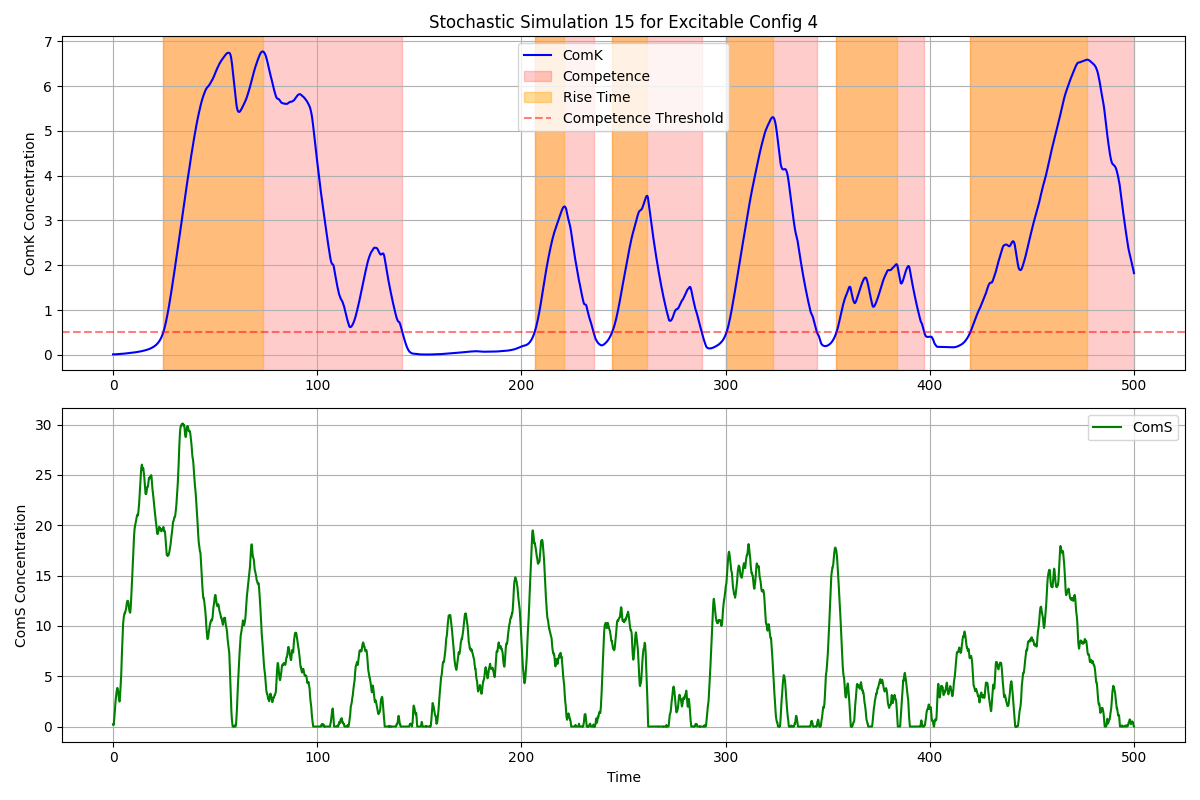 Stochastic Simulation 15 for Excitable Config 4
ComK Concentration
7
6
5
4
3
2
1
0
ComK
Competence
Rise Time
Competence Threshold
0 100 200 300 400 500
ComS Concentration
30
25
20
15
10
5
0
ComS
0 100 200 300 400 500
Time